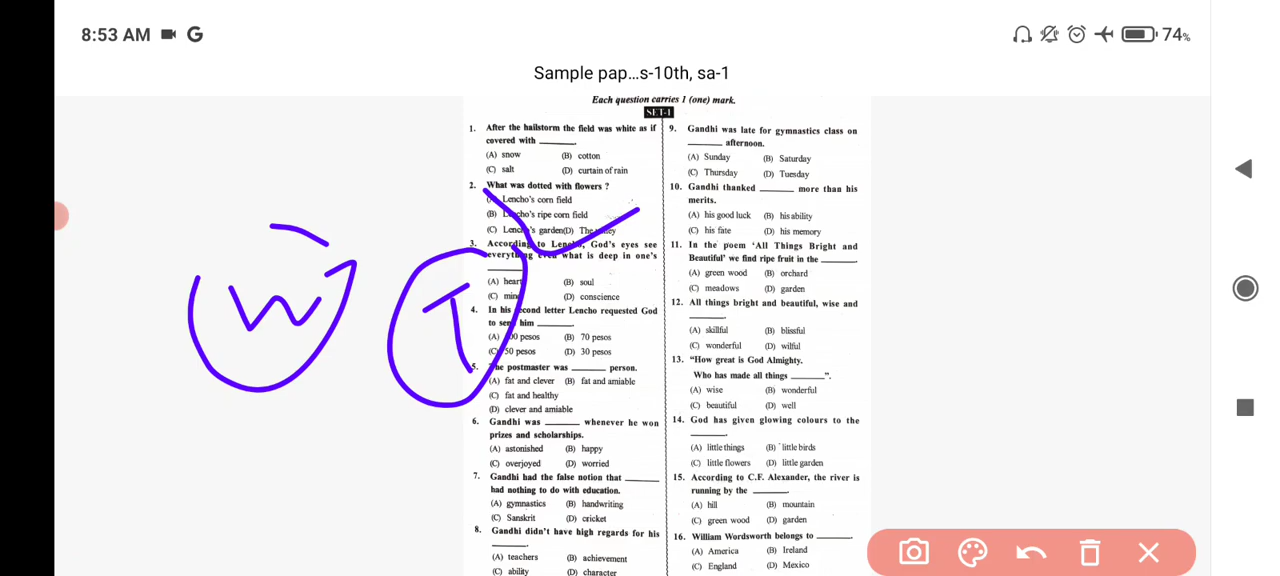 8:53 AM
74%
Sample pap...s-10th, sa-1
Each question carries 1 (one) mark.
SET-1
1. After the hailstorm the field was white as if
covered with ______.
(A) snow (B) cotton
(C) salt (D) curtain of rain
2. What was dotted with flowers ?
Lencho's corn field
(B) Lencho's ripe corn field
(C) Lencho's garden (D) The valley
3. According to Lencho, God's eyes see
everything even what is deep in one's
______
(A) heart (B) soul
(C) mind (D) conscience
4. In his second letter Lencho requested God
to send him ______.
(A) 100 pesos (B) 70 pesos
(C) 50 pesos (D) 30 pesos
5. The postmaster was ______ person.
(A) fat and clever (B) fat and amiable
(C) fat and healthy
(D) clever and amiable
6. Gandhi was ______ whenever he won
prizes and scholarships.
(A) astonished (B) happy
(C) overjoyed (D) worried
7. Gandhi had the false notion that ______
had nothing to do with education.
(A) gymnastics (B) handwriting
(C) Sanskrit (D) cricket
8. Gandhi didn't have high regards for his
______.
(A) teachers (B) achievement
(C) ability (D) character
9. Gandhi was late for gymnastics class on
______ afternoon.
(A) Sunday (B) Saturday
(C) Thursday (D) Tuesday
10. Gandhi thanked ______ more than his
merits.
(A) his good luck (B) his ability
(C) his fate (D) his memory
11. In the poem 'All Things Bright and
Beautiful' we find ripe fruit in the ______.
(A) green wood (B) orchard
(C) meadows (D) garden
12. All things bright and beautiful, wise and
______.
(A) skillful (B) blissful
(C) wonderful (D) wilful
13. "How great is God Almighty.
Who has made all things ______".
(A) wise (B) wonderful
(C) beautiful (D) well
14. God has given glowing colours to the
______.
(A) little things (B) little birds
(C) little flowers (D) little garden
15. According to C.F. Alexander, the river is
running by the ______.
(A) hill (B) mountain
(C) green wood (D) garden
16. William Wordsworth belongs to ______.
(A) America (B) Ireland
(C) England (D) Mexico
W
T